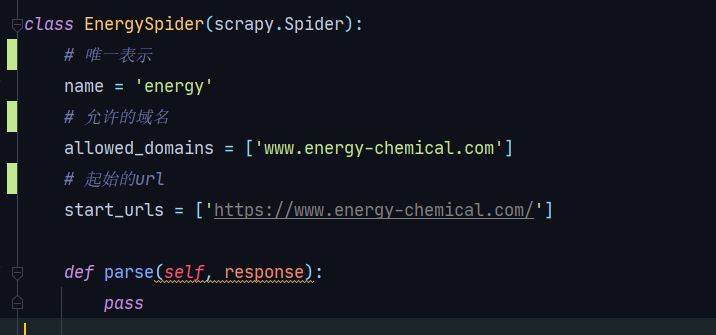 class EnergySpider(scrapy.Spider):
# 唯一表示
name = 'energy'
# 允许的域名
allowed_domains = ['www.energy-chemical.com']
# 起始的url
start_urls = ['https://www.energy-chemical.com/']
def parse(self, response):
pass